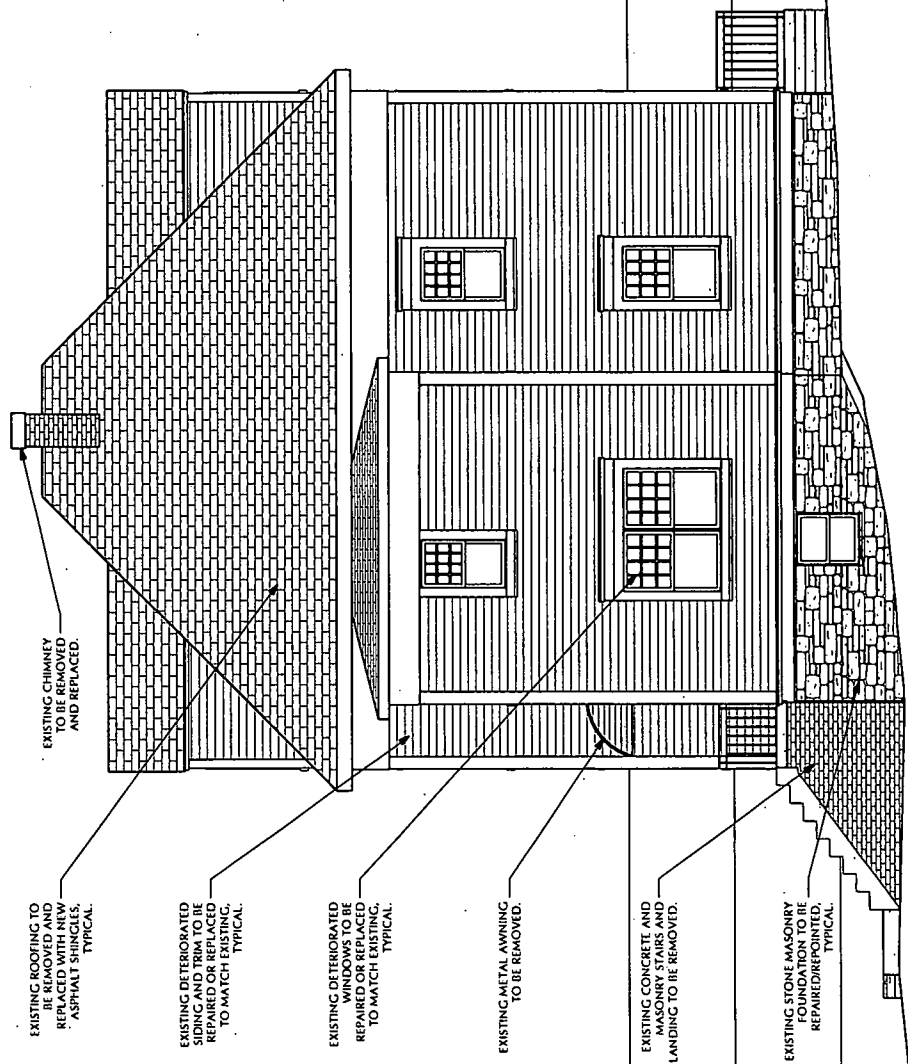 EXISTING CHIMNEY
TO BE REMOVED
AND REPLACED.
EXISTING ROOFING TO
BE REMOVED AND
REPLACED WITH NEW
ASPHALT SHINGLES,
TYPICAL.
EXISTING DETERIORATED
SIDING AND TRIM TO BE
REPAIRED OR REPLACED
TO MATCH EXISTING,
TYPICAL.
EXISTING DETERIORATED
WINDOWS TO BE
REPAIRED OR REPLACED
TO MATCH EXISTING,
TYPICAL.
EXISTING METAL AWNING
TO BE REMOVED.
EXISTING CONCRETE AND
MASONRY STAIRS AND
LANDING TO BE REMOVED.
EXISTING STONE MASONRY
FOUNDATION TO BE
REPAIRED/REPOINTED,
TYPICAL.